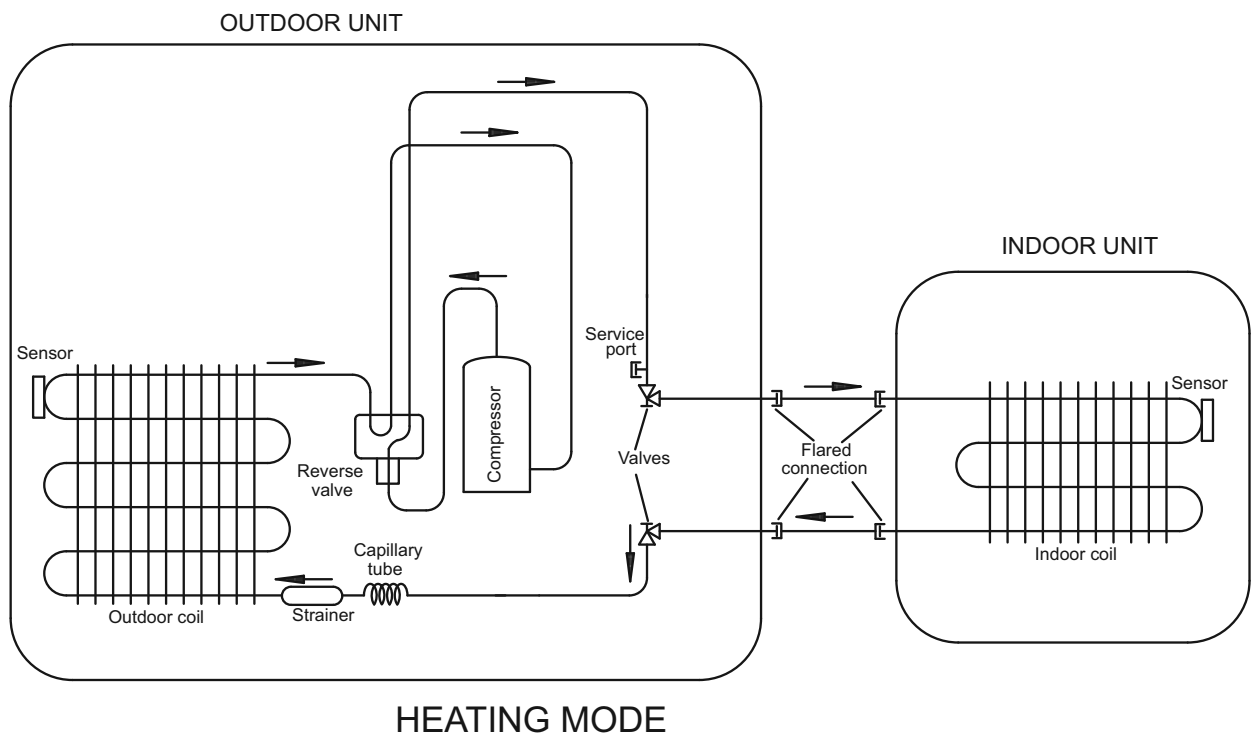 OUTDOOR UNIT
INDOOR UNIT
Service
port
Sensor
Sensor
Compressor
Reverse
valve
Valves
Flared
connection
Capillary
tube
Indoor coil
Outdoor coil
Strainer
HEATING MODE